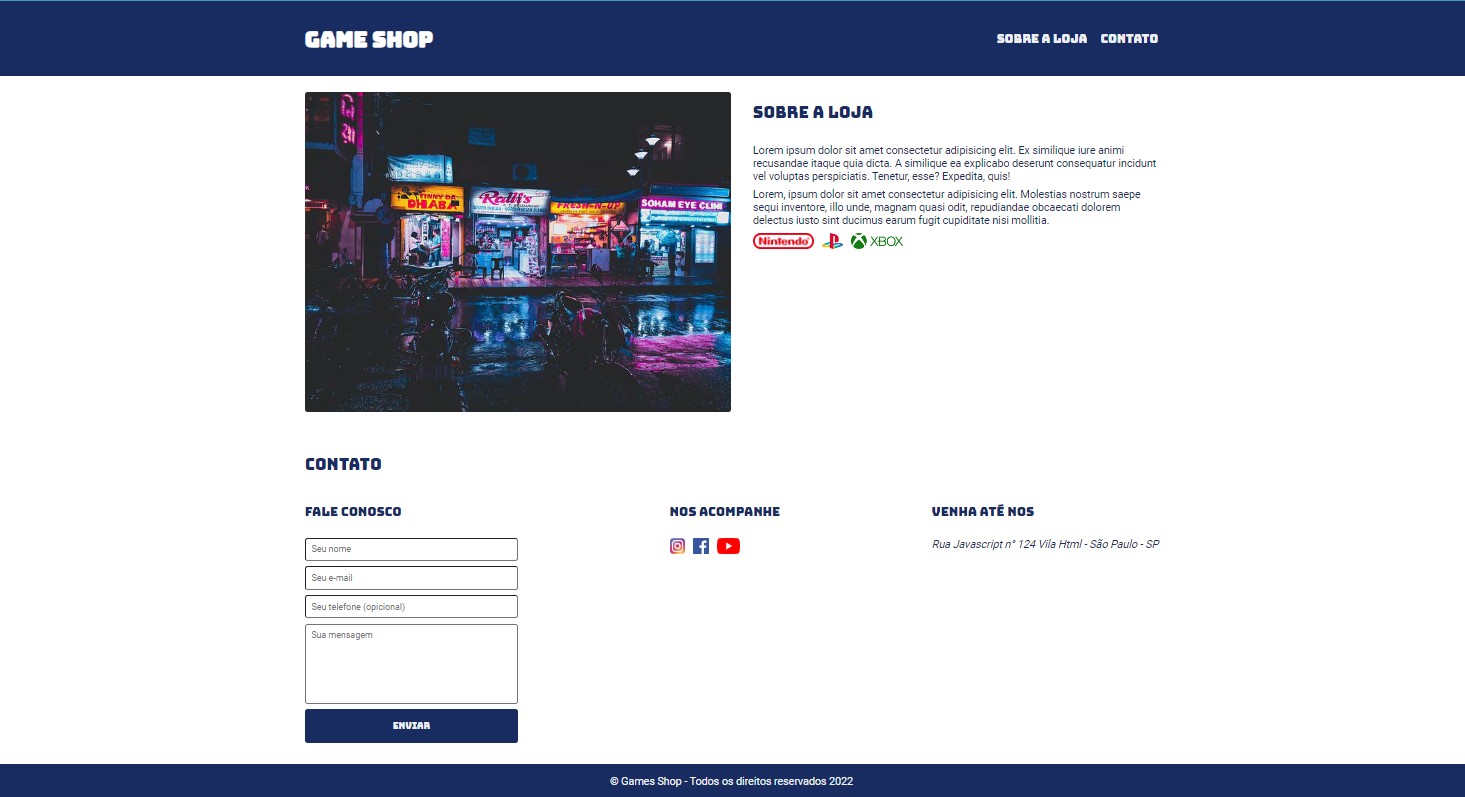 GAME SHOP
SOBRE A LOJA CONTATO
TINNY DA
DHABA
Ralli's
FRESH-N-UP
SOHAM EYE CLINI
SOBRE A LOJA
Lorem ipsum dolor sit amet consectetur adipisicing elit. Ex similique iure animi
recusandae itaque quia dicta. A similique ea explicabo deserunt consequatur incidunt
vel voluptas perspiciatis. Tenetur, esse? Expedita, quis!
Lorem, ipsum dolor sit amet consectetur adipisicing elit. Molestias nostrum saepe
sequi inventore, illo unde, magnam quasi odit, repudiandae obcaecati dolorem
delectus iusto sint ducimus earum fugit cupiditate nisi mollitia.
Nintendo XBOX
CONTATO
FALE CONOSCO
Seu nome
Seu e-mail
Seu telefone (opicional)
Sua mensagem
ENVIAR
NOS ACOMPANHE
VENHA ATÉ NOS
Rua Javascript n° 124 Vila Html - São Paulo - SP
© Games Shop - Todos os direitos reservados 2022